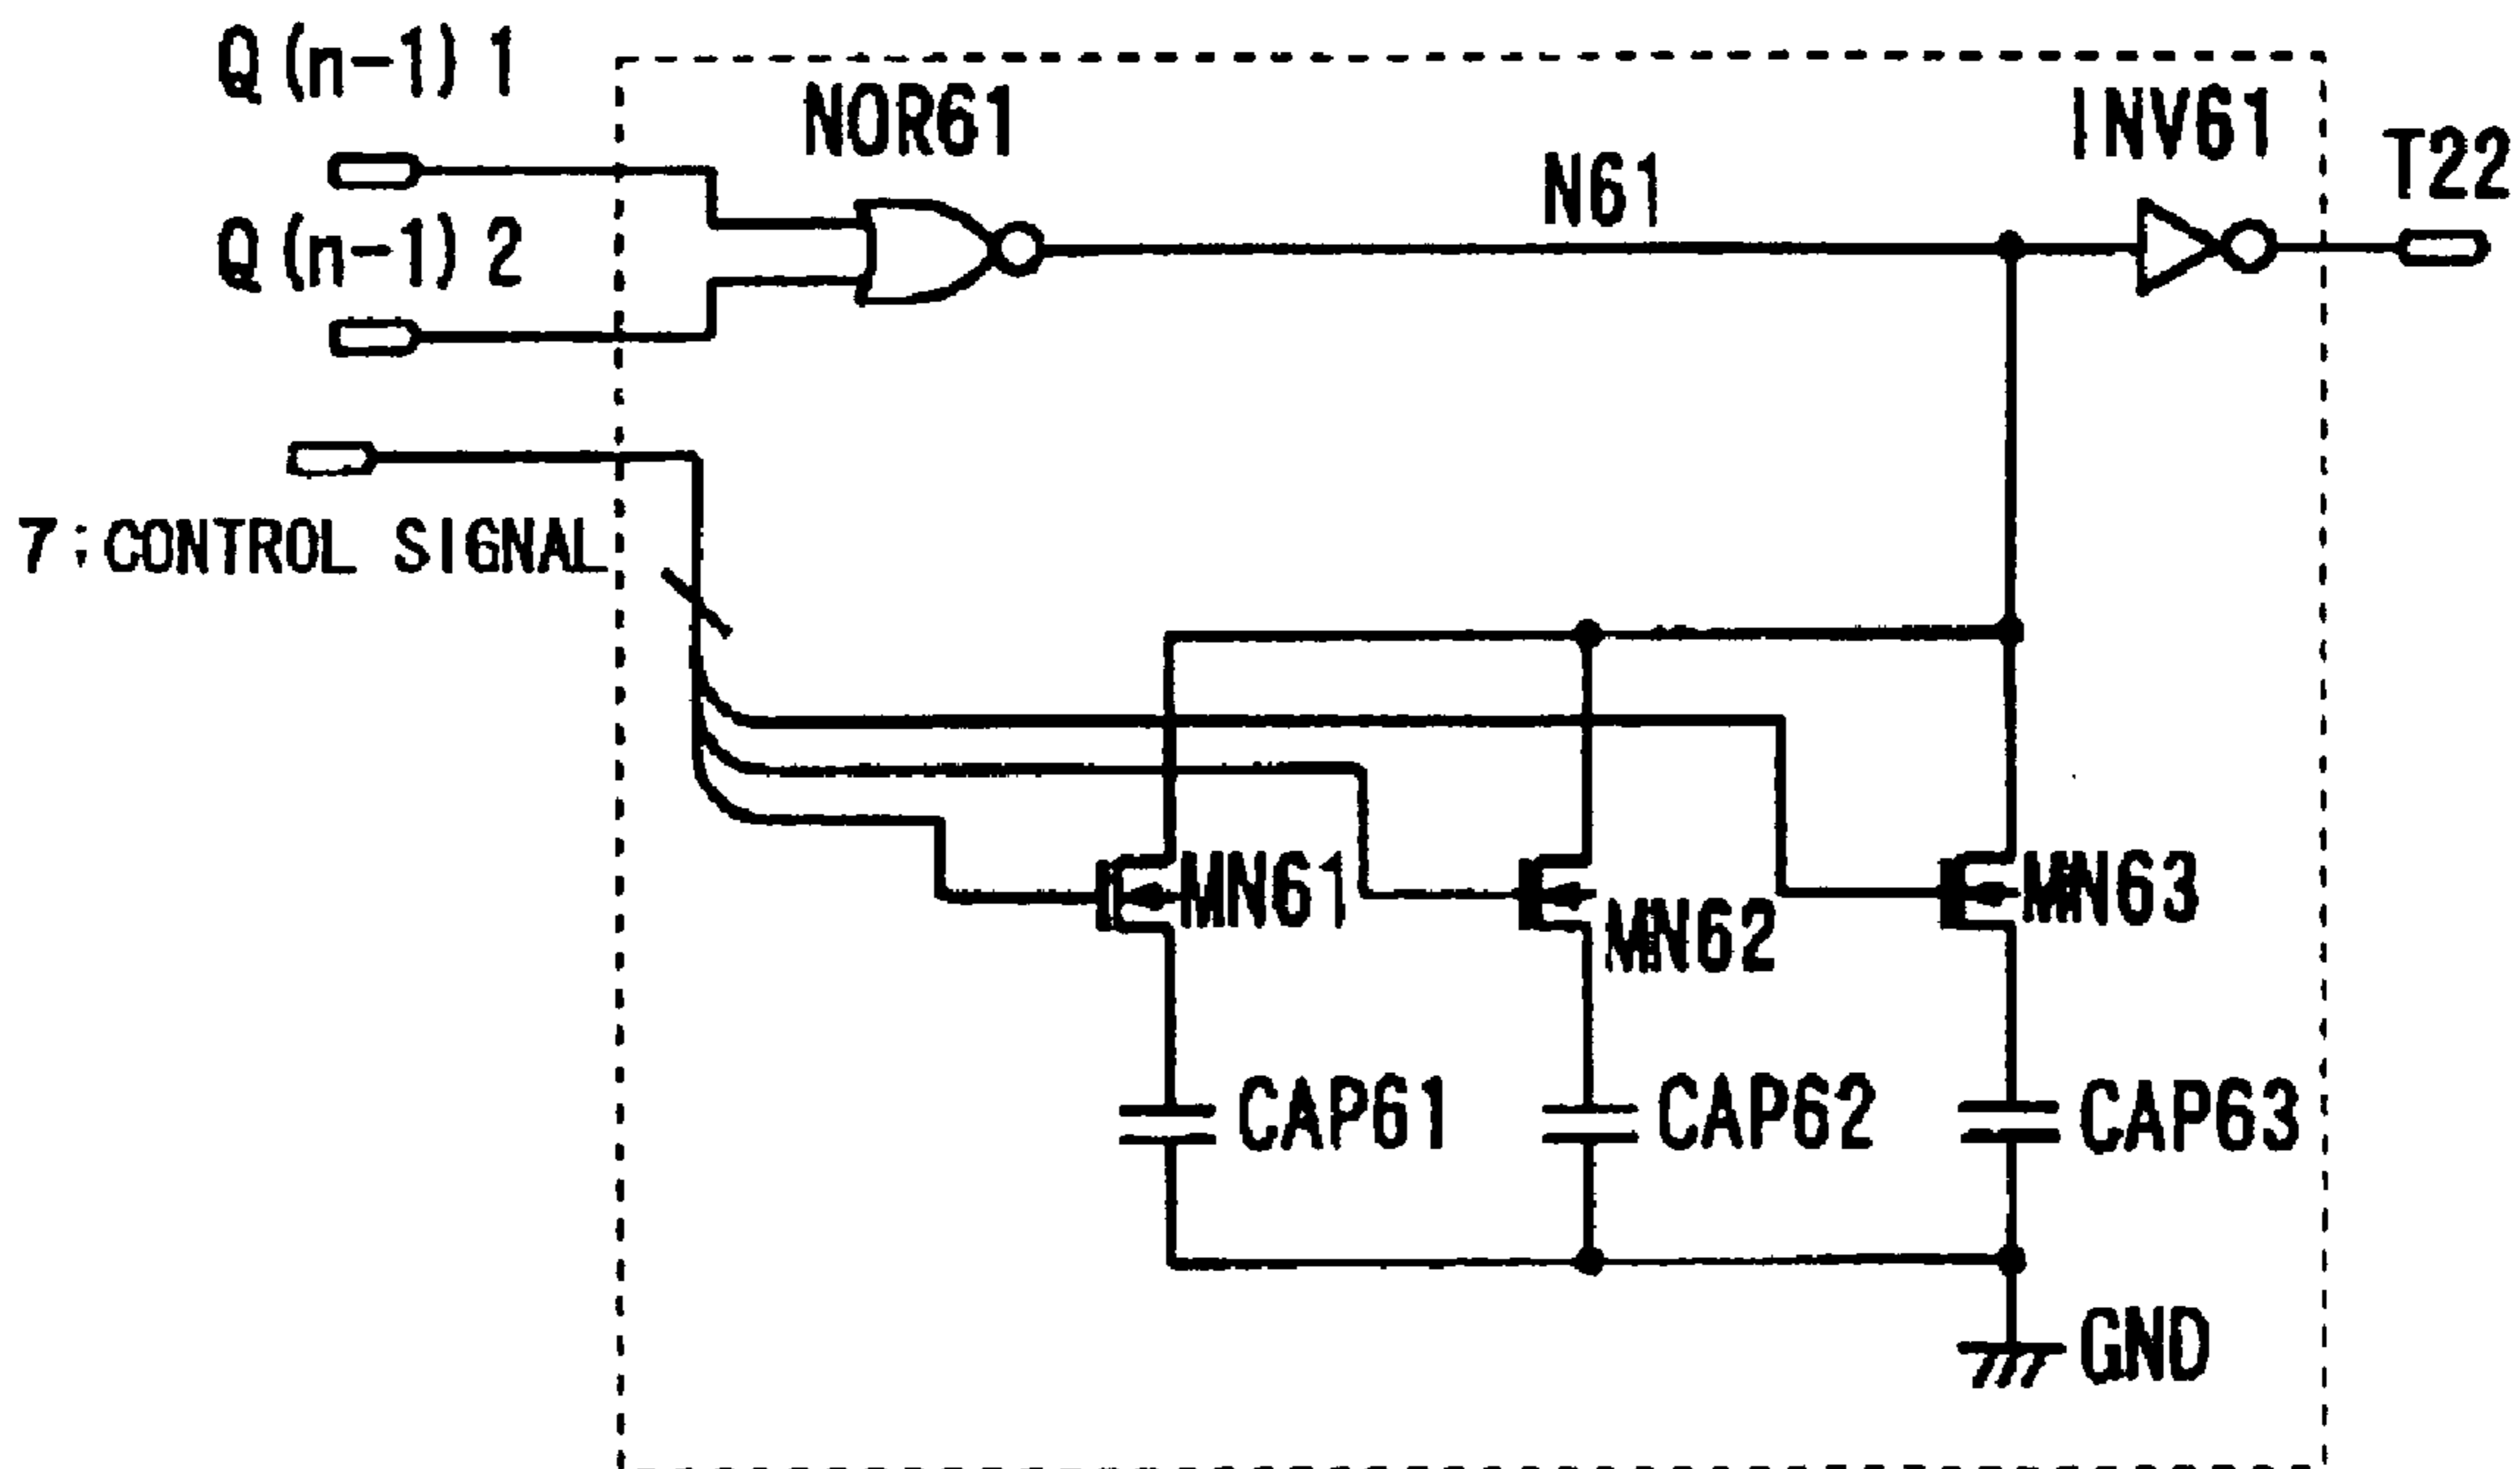 Q(n-1)1
NOR61
INV61
T22
N61
Q(n-1)2
7;CONTROL SIGNAL
MN61
MN62
MN63
CAP61
CAP62
CAP63
GND